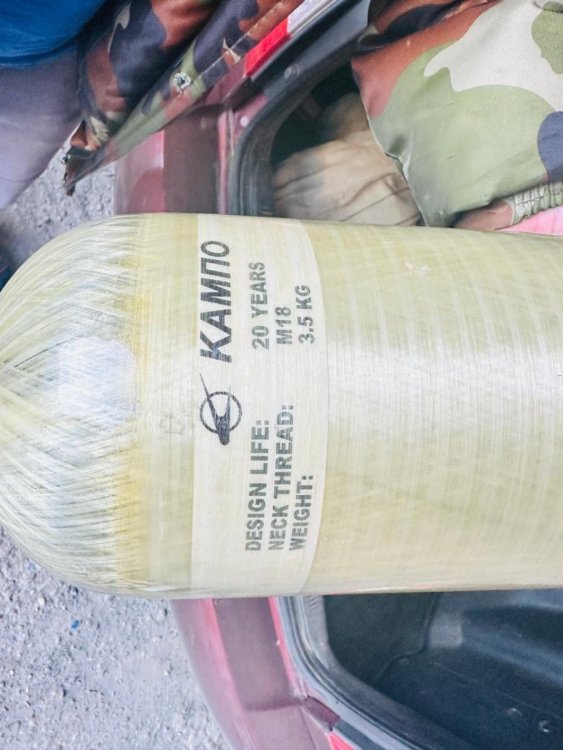 КАМПО
DESIGN LIFE: 20 YEARS
NECK THREAD: M18
WEIGHT: 3.5 KG